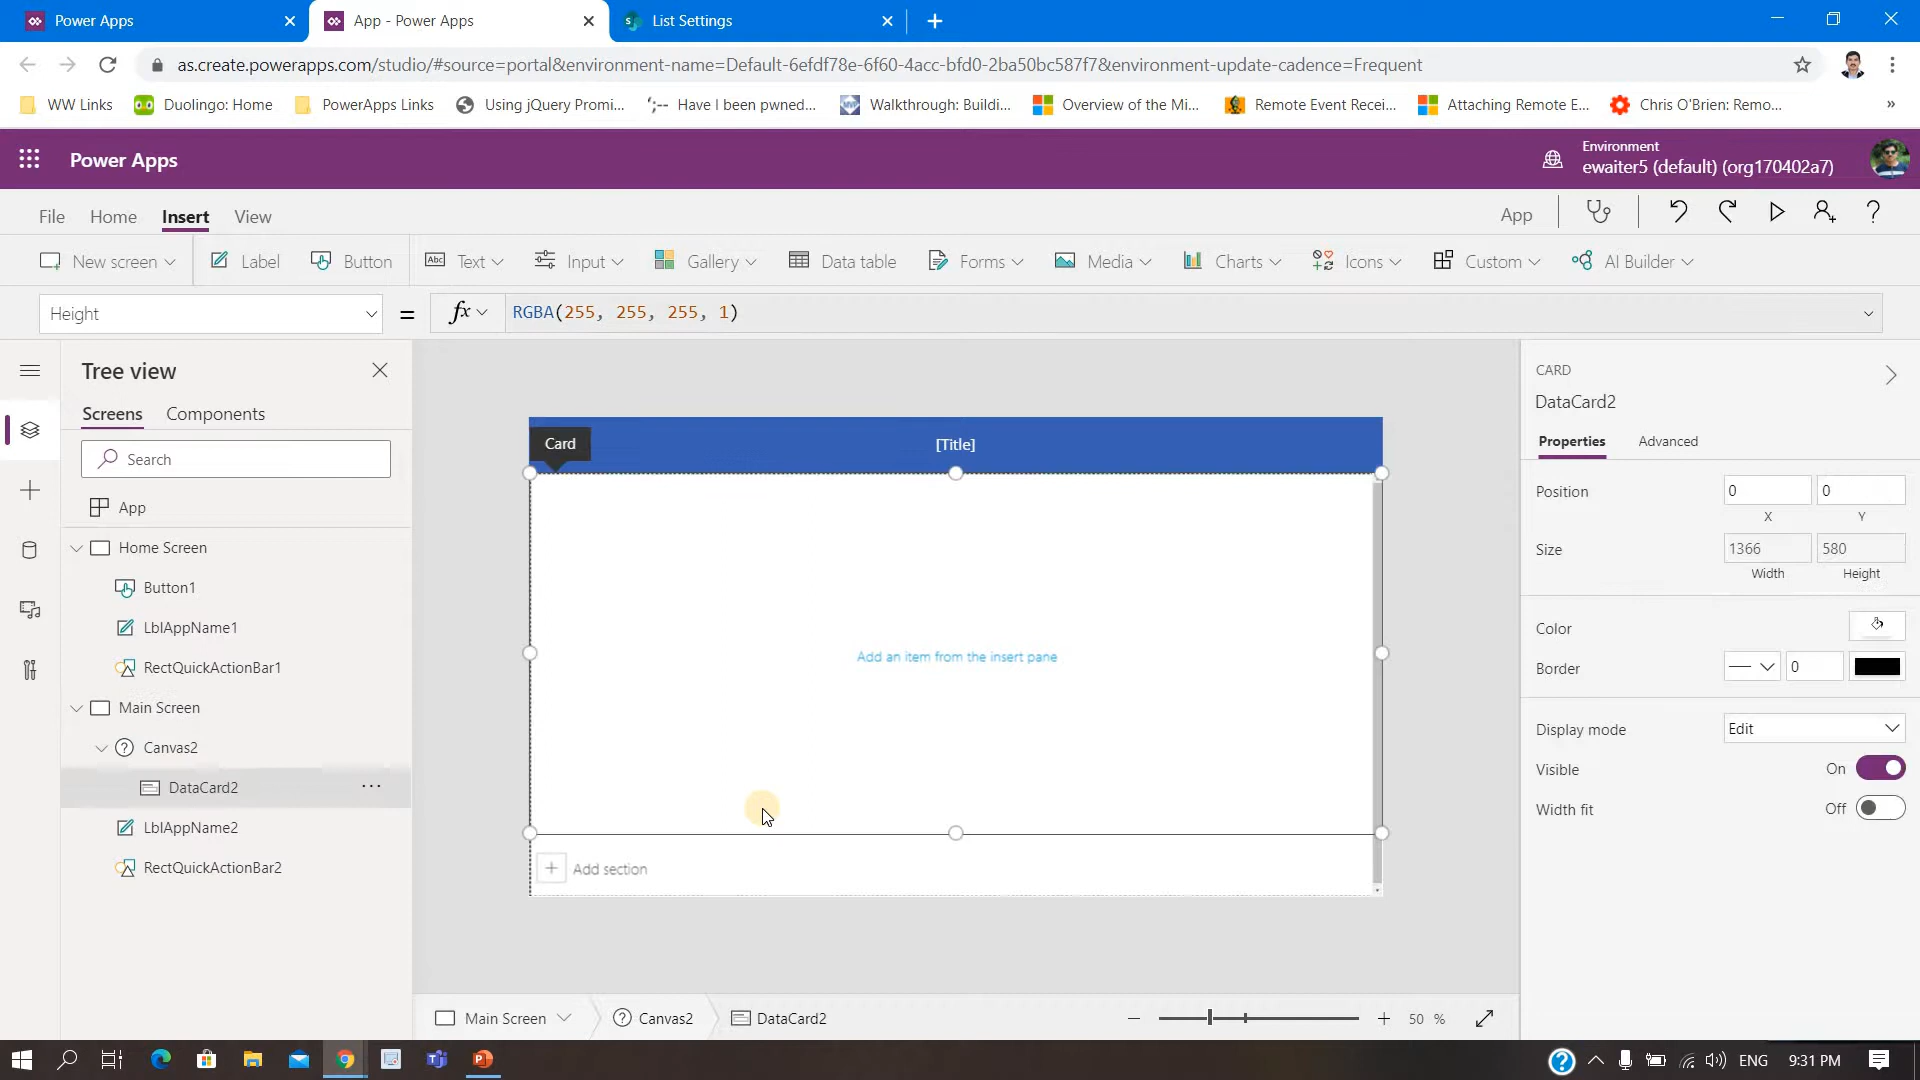 Power Apps
App - Power Apps
List Settings
as.create.powerapps.com/studio/#source=portal&environment-name=Default-6efdf78e-6f60-4acc-bfd0-2ba50bc587f7&environment-update-cadence=Frequent
WW Links
Duolingo: Home
PowerApps Links
Using jQuery Promi...
Have I been pwned...
Walkthrough: Buildi...
Overview of the Mi...
Remote Event Recei...
Attaching Remote E...
Chris O'Brien: Remo...
»
Power Apps
Environment
ewaiter5 (default) (org170402a7)
File Home Insert View
App
New screen
Label
Button
Text
Input
Gallery
Data table
Forms
Media
Charts
Icons
Custom
AI Builder
Height
=
fx
RGBA(255, 255, 255, 1)
Tree view
Screens
Components
Search
App
Home Screen
Button1
LblAppName1
RectQuickActionBar1
Main Screen
Canvas2
DataCard2
LblAppName2
RectQuickActionBar2
Card
[Title]
Add an item from the insert pane
Add section
CARD
DataCard2
Properties
Advanced
Position
0
0
X
Y
Size
1366
580
Width
Height
Color
Border
0
Display mode
Edit
Visible
On
Width fit
Off
Main Screen
Canvas2
DataCard2
50 %
ENG
9:31 PM